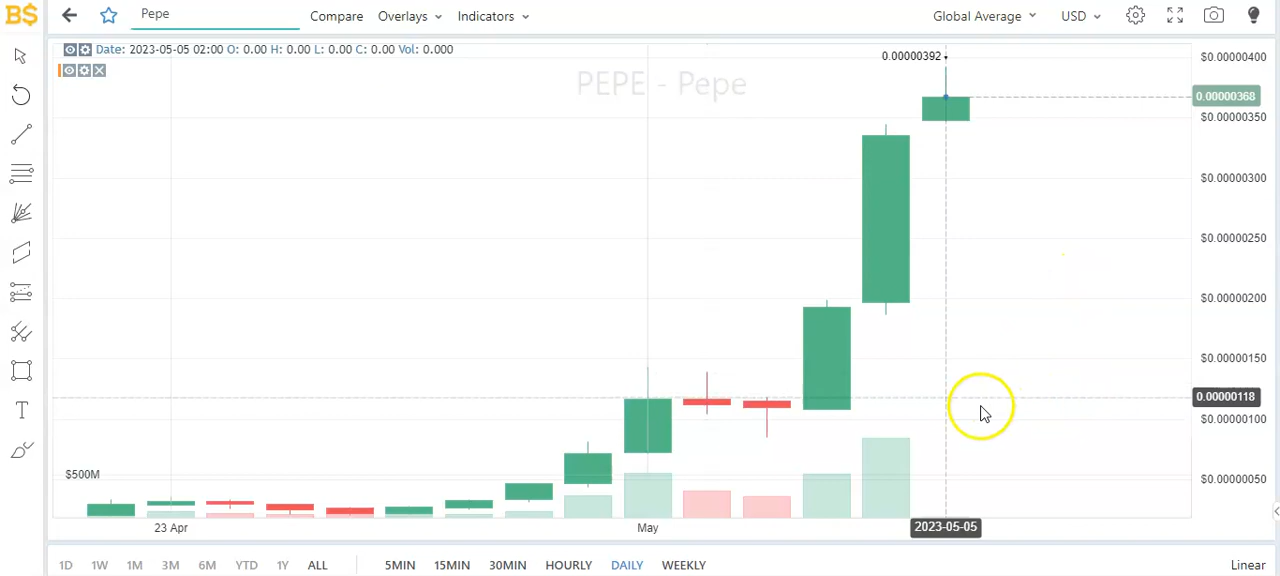 B$ Pepe Compare Overlays Indicators Global Average USD
Date: 2023-05-05 02:00 O: 0.00 H: 0.00 L: 0.00 C: 0.00 Vol: 0.000
PEPE - Pepe
0.00000392
$0.00000400
0.00000368
$0.00000350
$0.00000300
$0.00000250
$0.00000200
$0.00000150
0.00000118
$0.00000100
$500M
$0.00000050
T
23 Apr May 2023-05-05
1D 1W 1M 3M 6M YTD 1Y ALL 5MIN 15MIN 30MIN HOURLY DAILY WEEKLY Linear